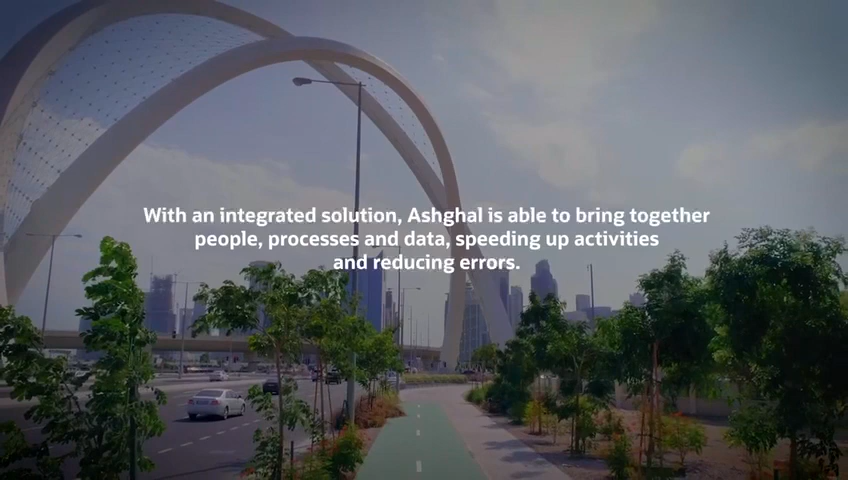 With an integrated solution, Ashghal is able to bring together
people, processes and data, speeding up activities
and reducing errors.